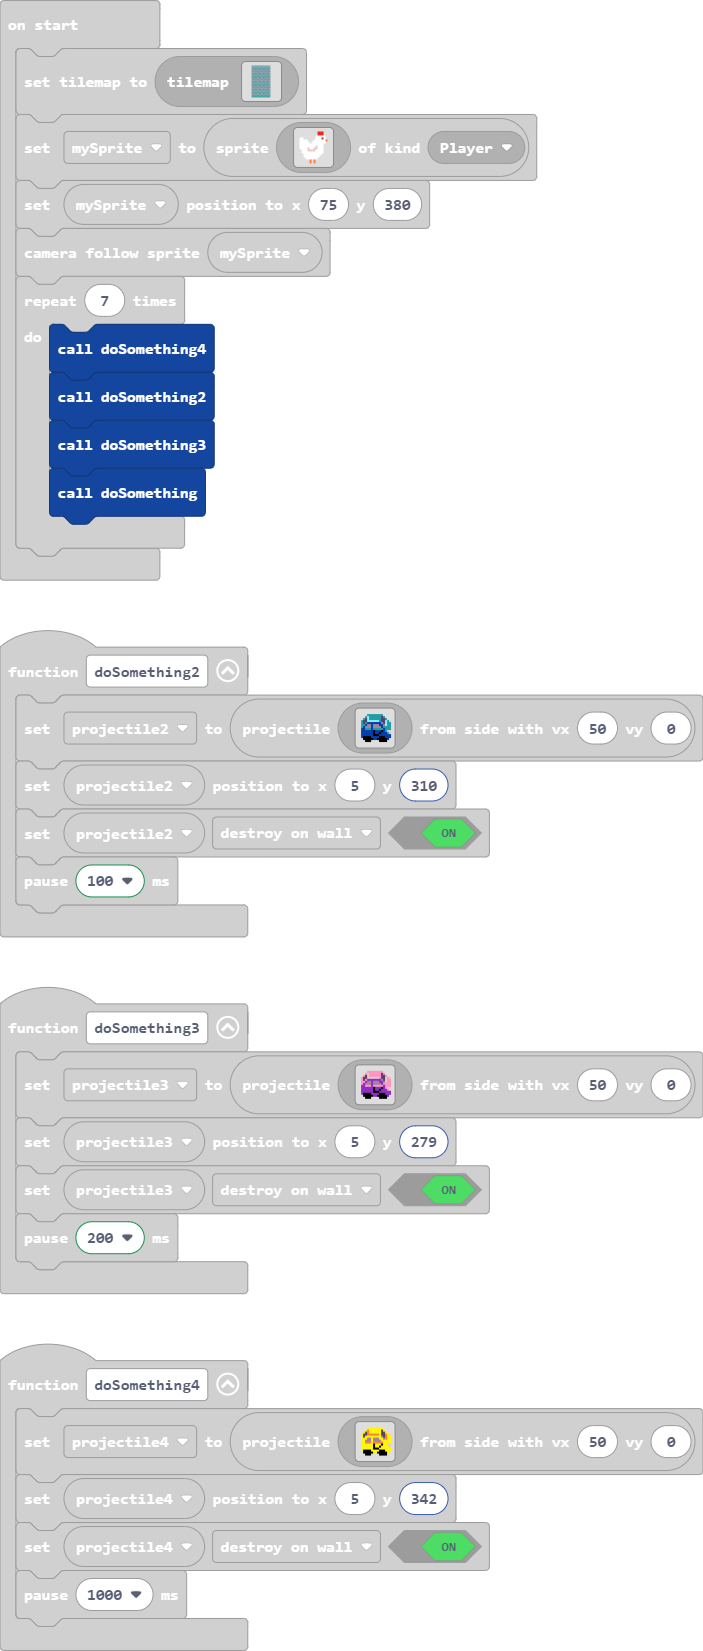 on start
set tilemap to tilemap
set mySprite to sprite of kind Player
set mySprite position to x 75 y 380
camera follow sprite mySprite
repeat 7 times
do
call doSomething4
call doSomething2
call doSomething3
call doSomething
function doSomething2
set projectile2 to projectile from side with vx 50 vy 0
set projectile2 position to x 5 y 310
set projectile2 destroy on wall ON
pause 100 ms
function doSomething3
set projectile3 to projectile from side with vx 50 vy 0
set projectile3 position to x 5 y 279
set projectile3 destroy on wall ON
pause 200 ms
function doSomething4
set projectile4 to projectile from side with vx 50 vy 0
set projectile4 position to x 5 y 342
set projectile4 destroy on wall ON
pause 1000 ms